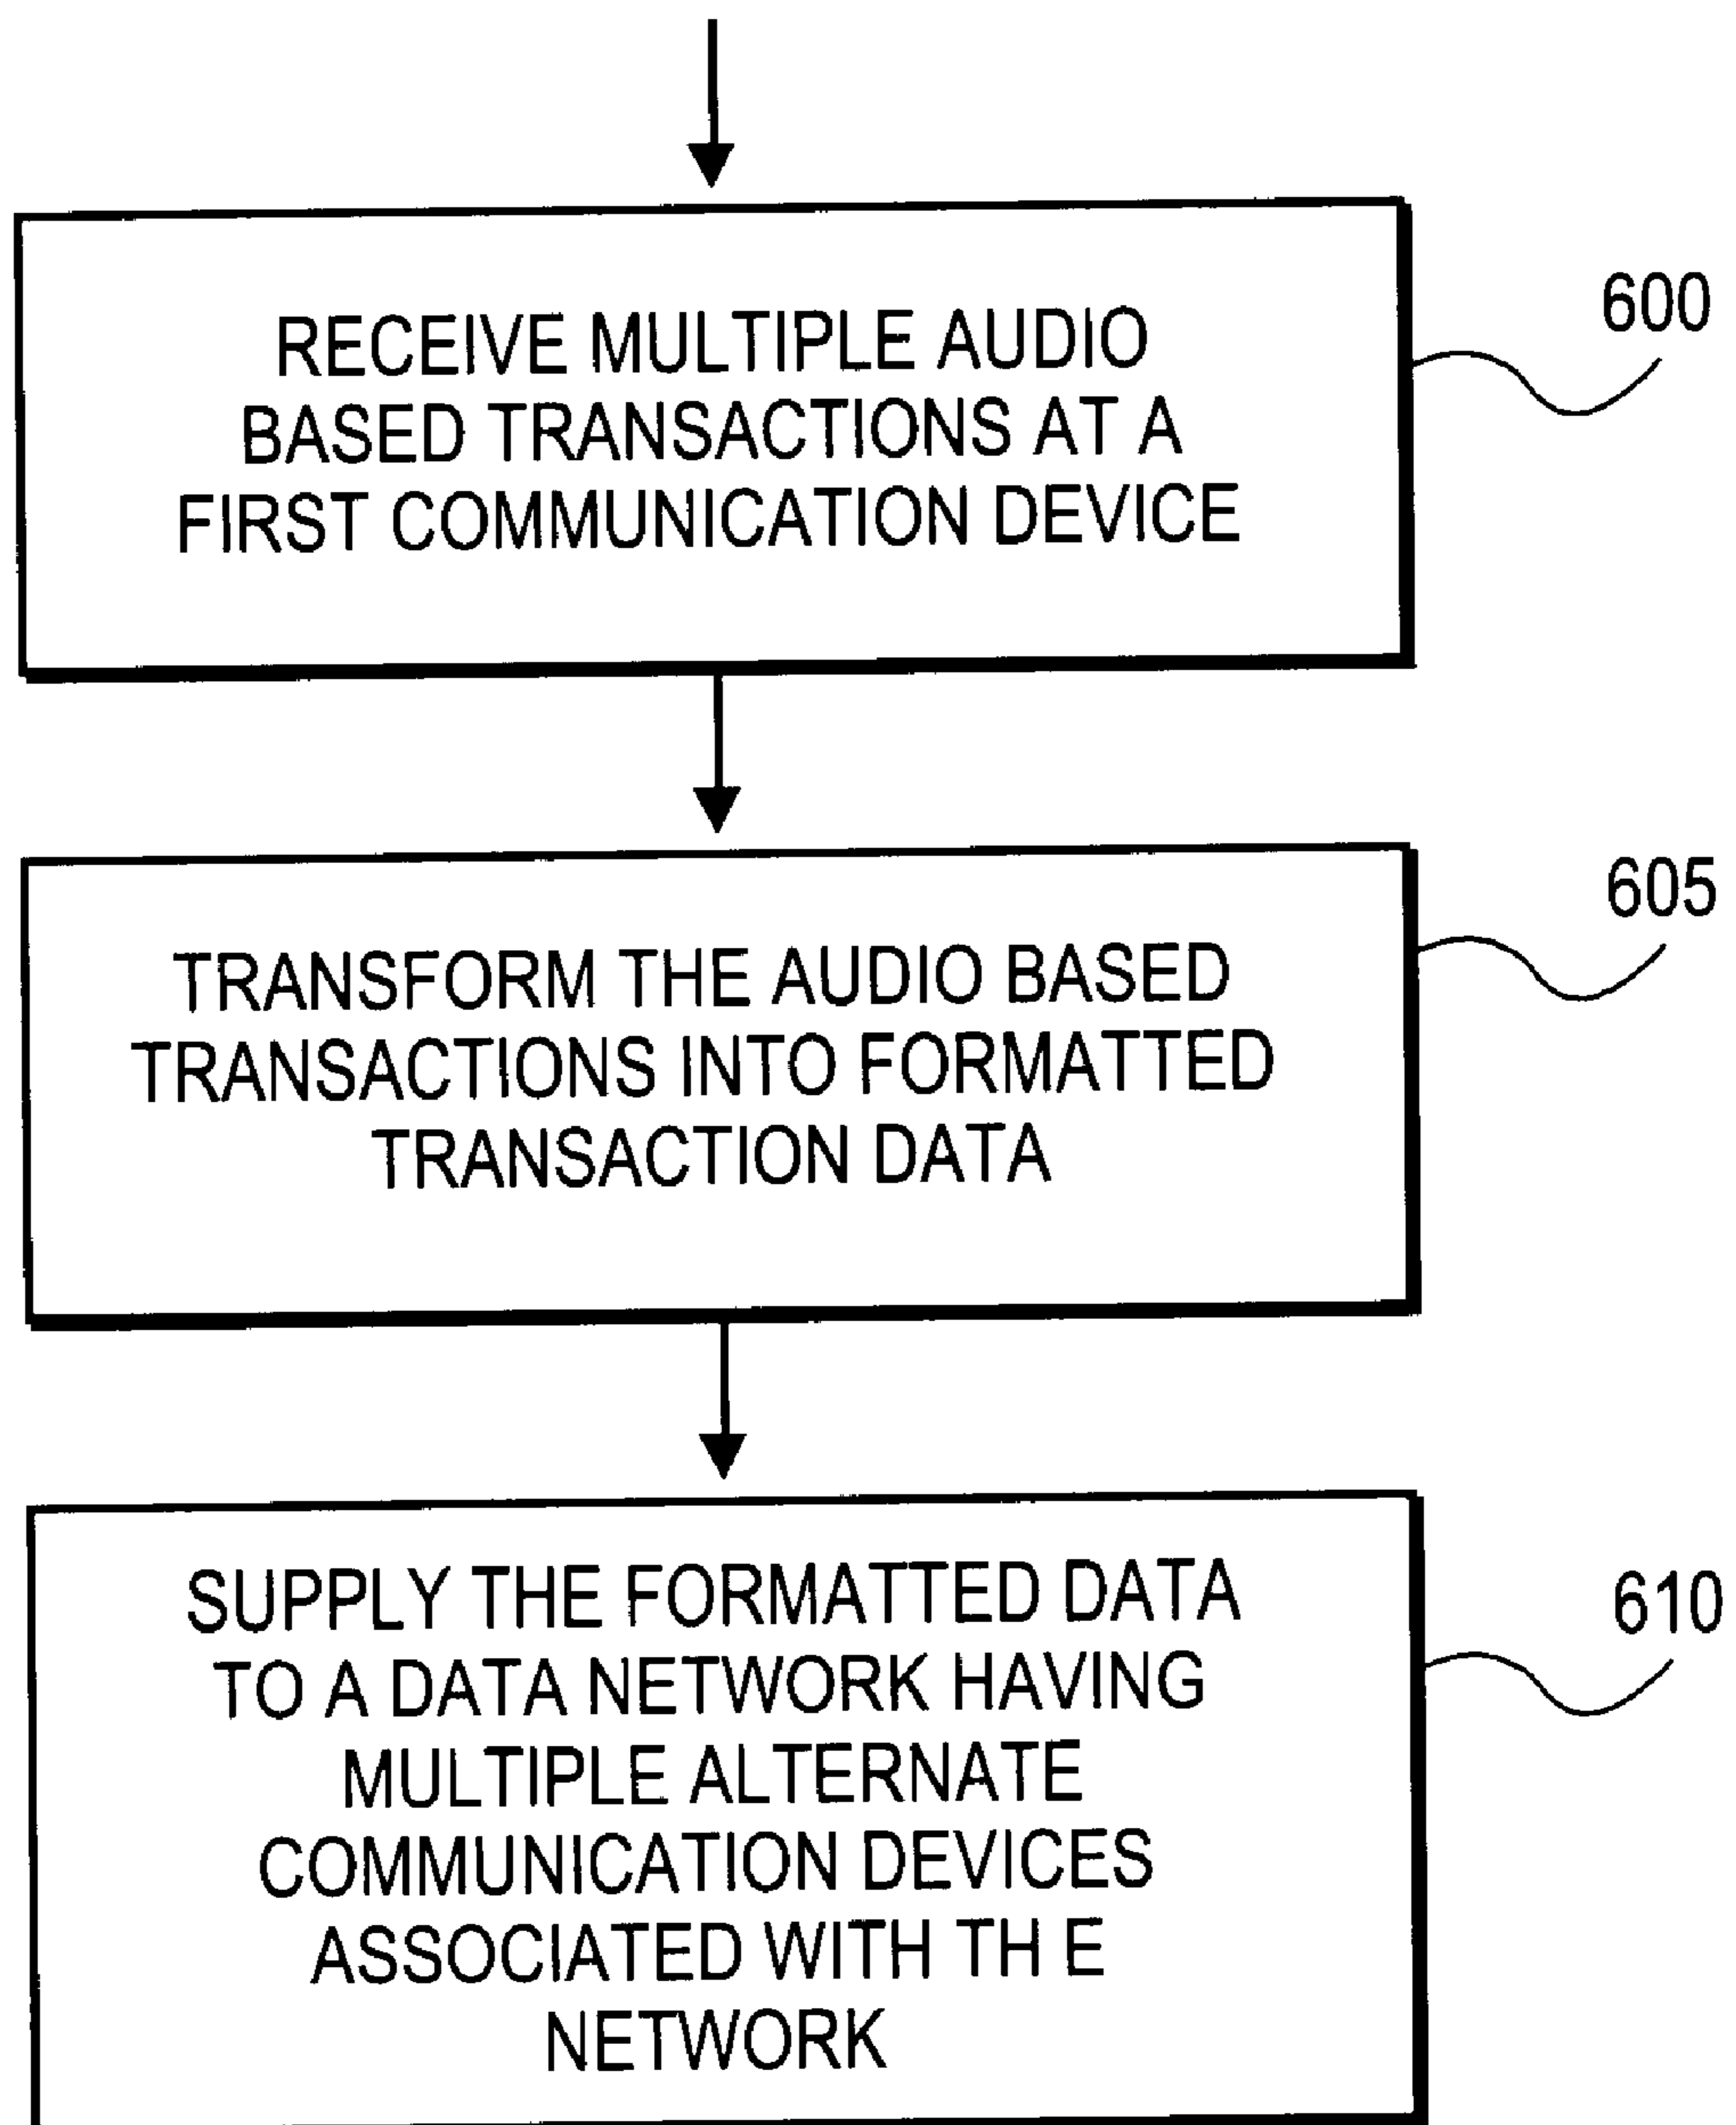 RECEIVE MULTIPLE AUDIO
BASED TRANSACTIONS AT A
FIRST COMMUNICATION DEVICE
600
TRANSFORM THE AUDIO BASED
TRANSACTIONS INTO FORMATTED
TRANSACTION DATA
605
SUPPLY THE FORMATTED DATA
TO A DATA NETWORK HAVING
MULTIPLE ALTERNATE
COMMUNICATION DEVICES
ASSOCIATED WITH TH E
NETWORK
610